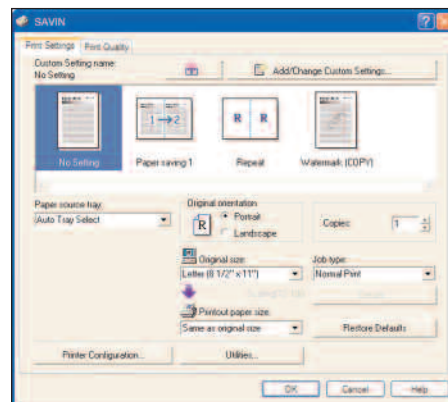 SAVIN
Print Settings
Print Quality
Custom Setting name:
No Setting
Add/Change Custom Settings...
1 → 2
R R
No Setting
Paper saving 1
Repeat
Watermark (COPY)
Paper source tray:
Auto Tray Select
Original orientation
R
Portrait
Landscape
Copies:
1
Original size:
Letter (8 1/2" x 11")
Job type:
Normal Print
Printout paper size:
Same as original size
Restore Defaults
Printer Configuration...
Utilities...
OK
Cancel
Help